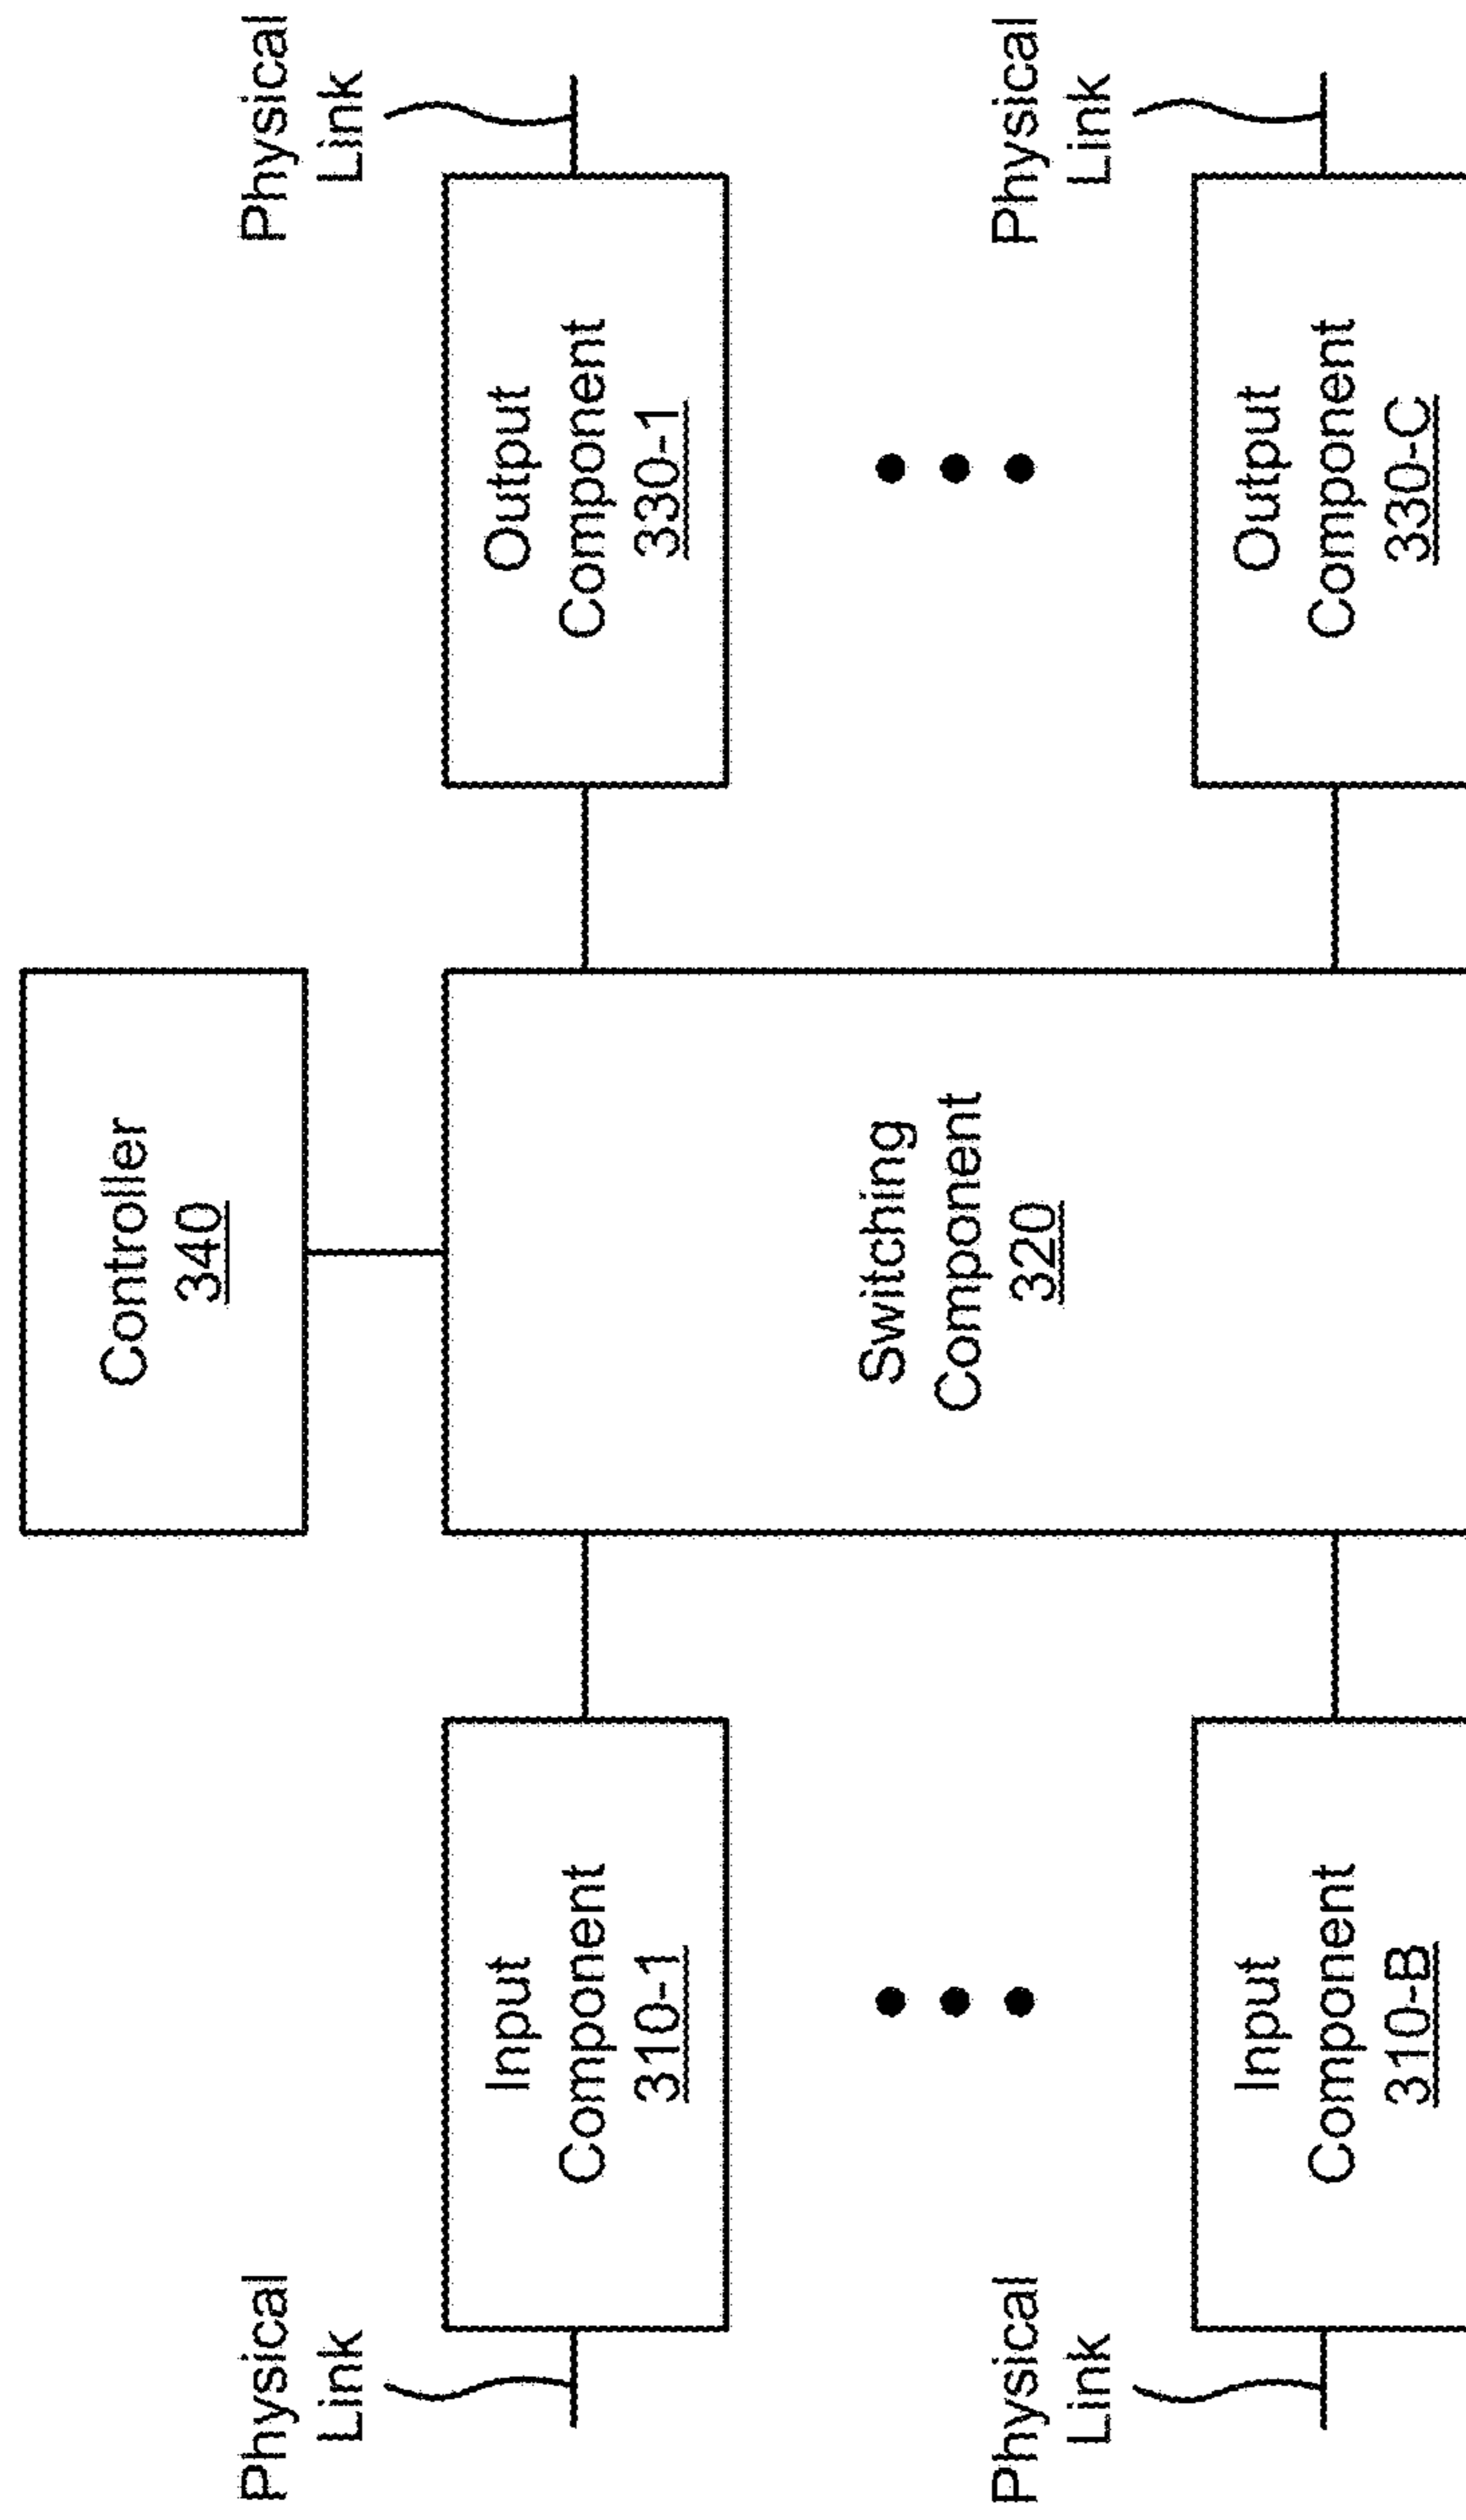 Controller
340
Physical
Link
Physical
Link
Input
Component
310-1
Output
Component
330-1
Switching
Component
320
Physical
Link
Physical
Link
Input
Component
310-B
Output
Component
330-C